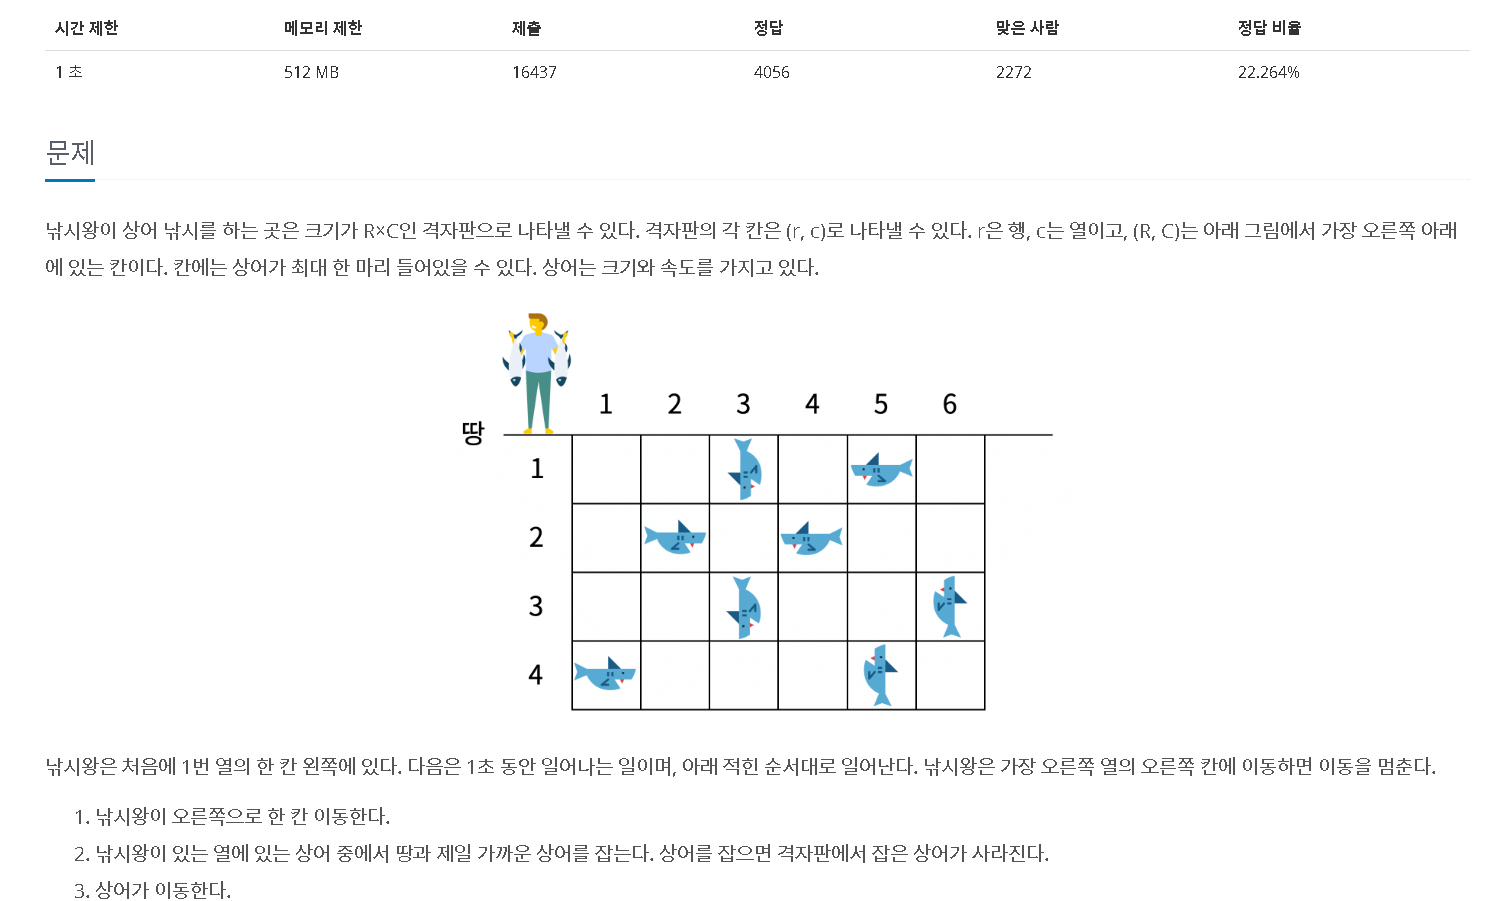 시간 제한 메모리 제한 제출 정답 맞은 사람 정답 비율
1 초 512 MB 16437 4056 2272 22.264%
문제
낚시왕이 상어 낚시를 하는 곳은 크기가 R×C인 격자판으로 나타낼 수 있다. 격자판의 각 칸은 (r, c)로 나타낼 수 있다. r은 행, c는 열이고, (R, C)는 아래 그림에서 가장 오른쪽 아래
에 있는 칸이다. 칸에는 상어가 최대 한 마리 들어있을 수 있다. 상어는 크기와 속도를 가지고 있다.
1 2 3 4 5 6
땅
1
2
3
4
낚시왕은 처음에 1번 열의 한 칸 왼쪽에 있다. 다음은 1초 동안 일어나는 일이며, 아래 적힌 순서대로 일어난다. 낚시왕은 가장 오른쪽 열의 오른쪽 칸에 이동하면 이동을 멈춘다.
1. 낚시왕이 오른쪽으로 한 칸 이동한다.
2. 낚시왕이 있는 열에 있는 상어 중에서 땅과 제일 가까운 상어를 잡는다. 상어를 잡으면 격자판에서 잡은 상어가 사라진다.
3. 상어가 이동한다.